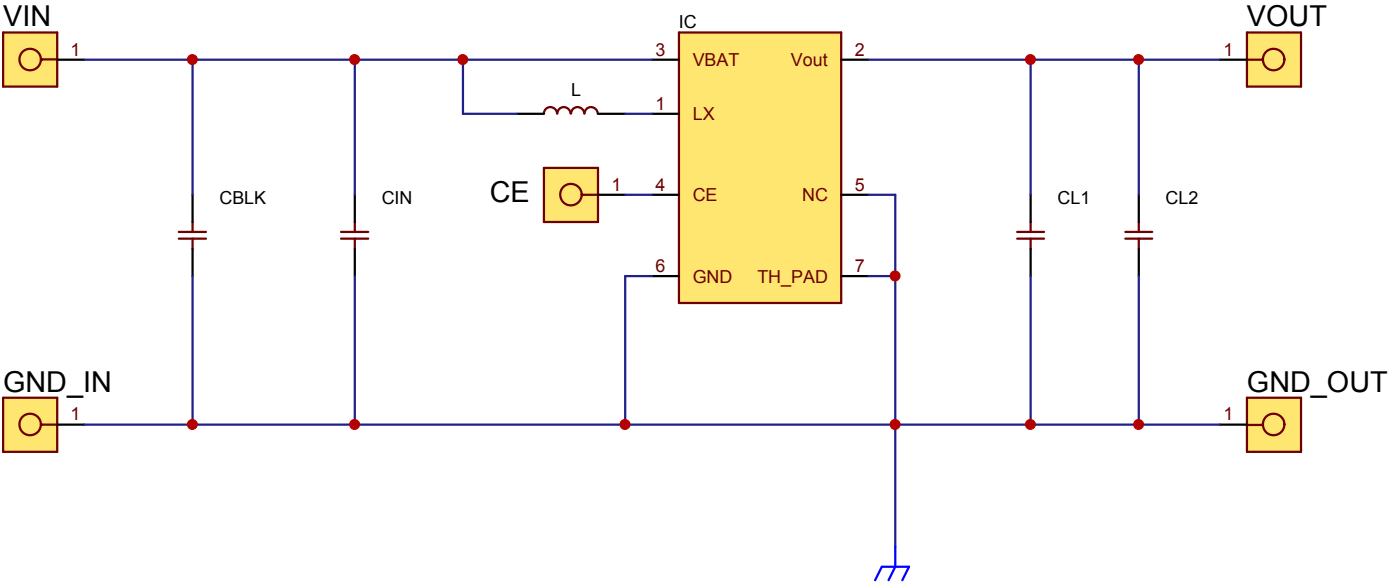 VIN
IC
VOUT
1
3
VBAT
Vout
2
1
L
1
LX
CE
1
4
CE
NC
5
CBLK
CIN
CL1
CL2
6
GND
TH_PAD
7
GND_IN
GND_OUT
1
1